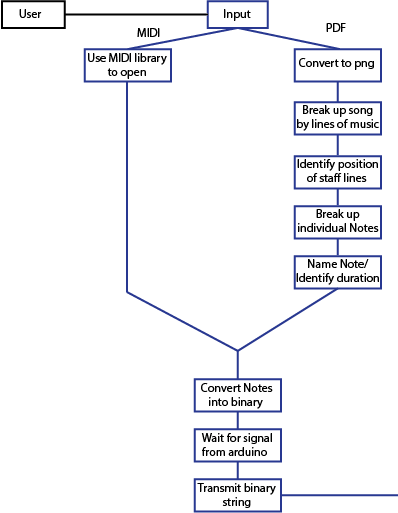 User
Input
MIDI
PDF
Use MIDI library
to open
Convert to png
Break up song
by lines of music
Identify position
of staff lines
Break up
individual Notes
Name Note/
Identify duration
Convert Notes
into binary
Wait for signal
from arduino
Transmit binary
string